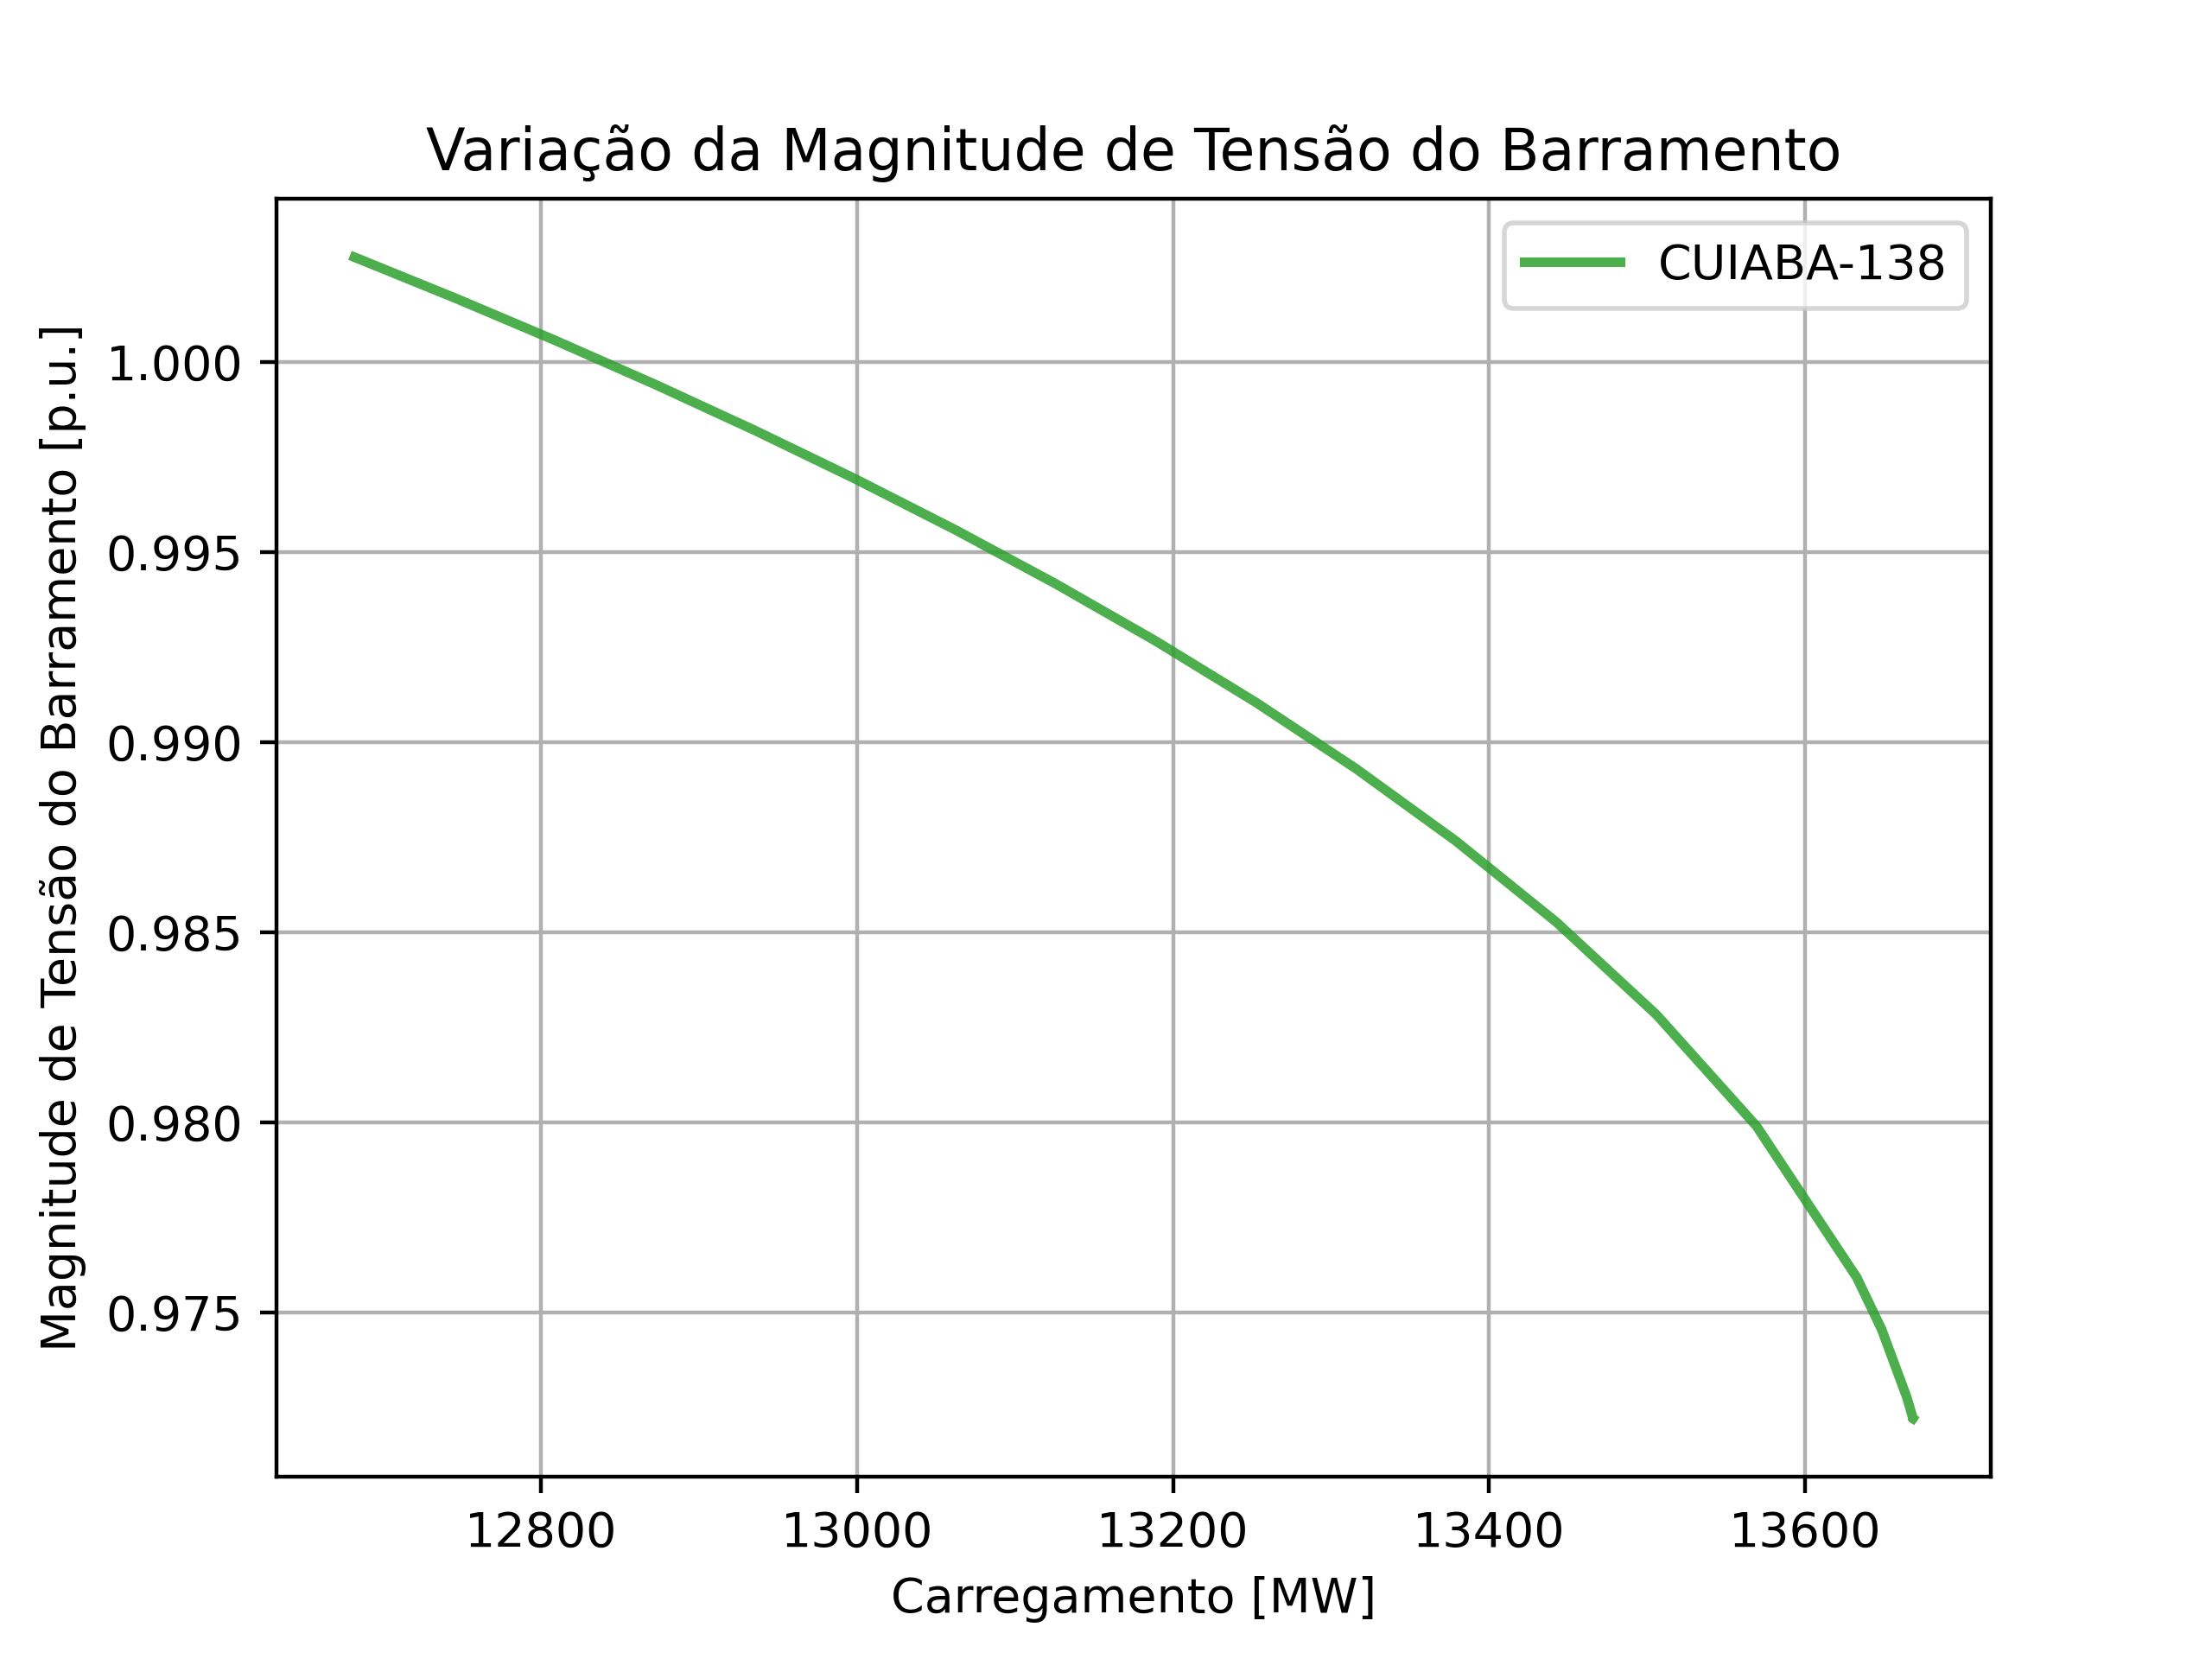 Variação da Magnitude de Tensão do Barramento
CUIABA-138
Magnitude de Tensão do Barramento [p.u.]
1.000
0.995
0.990
0.985
0.980
0.975
12800 13000 13200 13400 13600
Carregamento [MW]